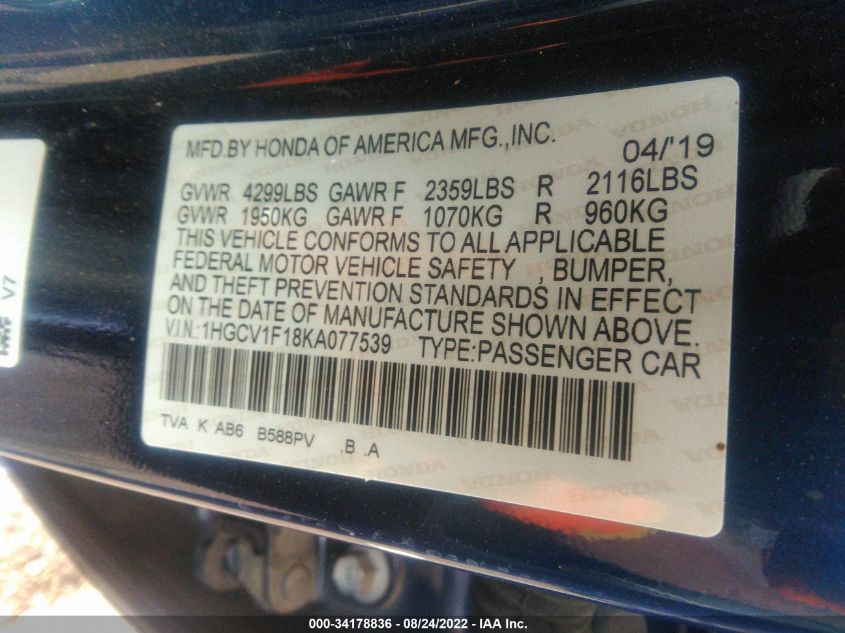 MFD.BY HONDA OF AMERICA MFG.,INC. 04/'19
GVWR 4299LBS GAWR F 2359LBS R 2116LBS
GVWR 1950KG GAWR F 1070KG R 960KG
THIS VEHICLE CONFORMS TO ALL APPLICABLE
FEDERAL MOTOR VEHICLE SAFETY , BUMPER,
AND THEFT PREVENTION STANDARDS IN EFFECT
ON THE DATE OF MANUFACTURE SHOWN ABOVE.
V.I.N.:1HGCV1F18KA077539 TYPE:PASSENGER CAR
TVA K AB6 B588PV .B .A
V7
000-34178836 - 08/24/2022 - IAA Inc.